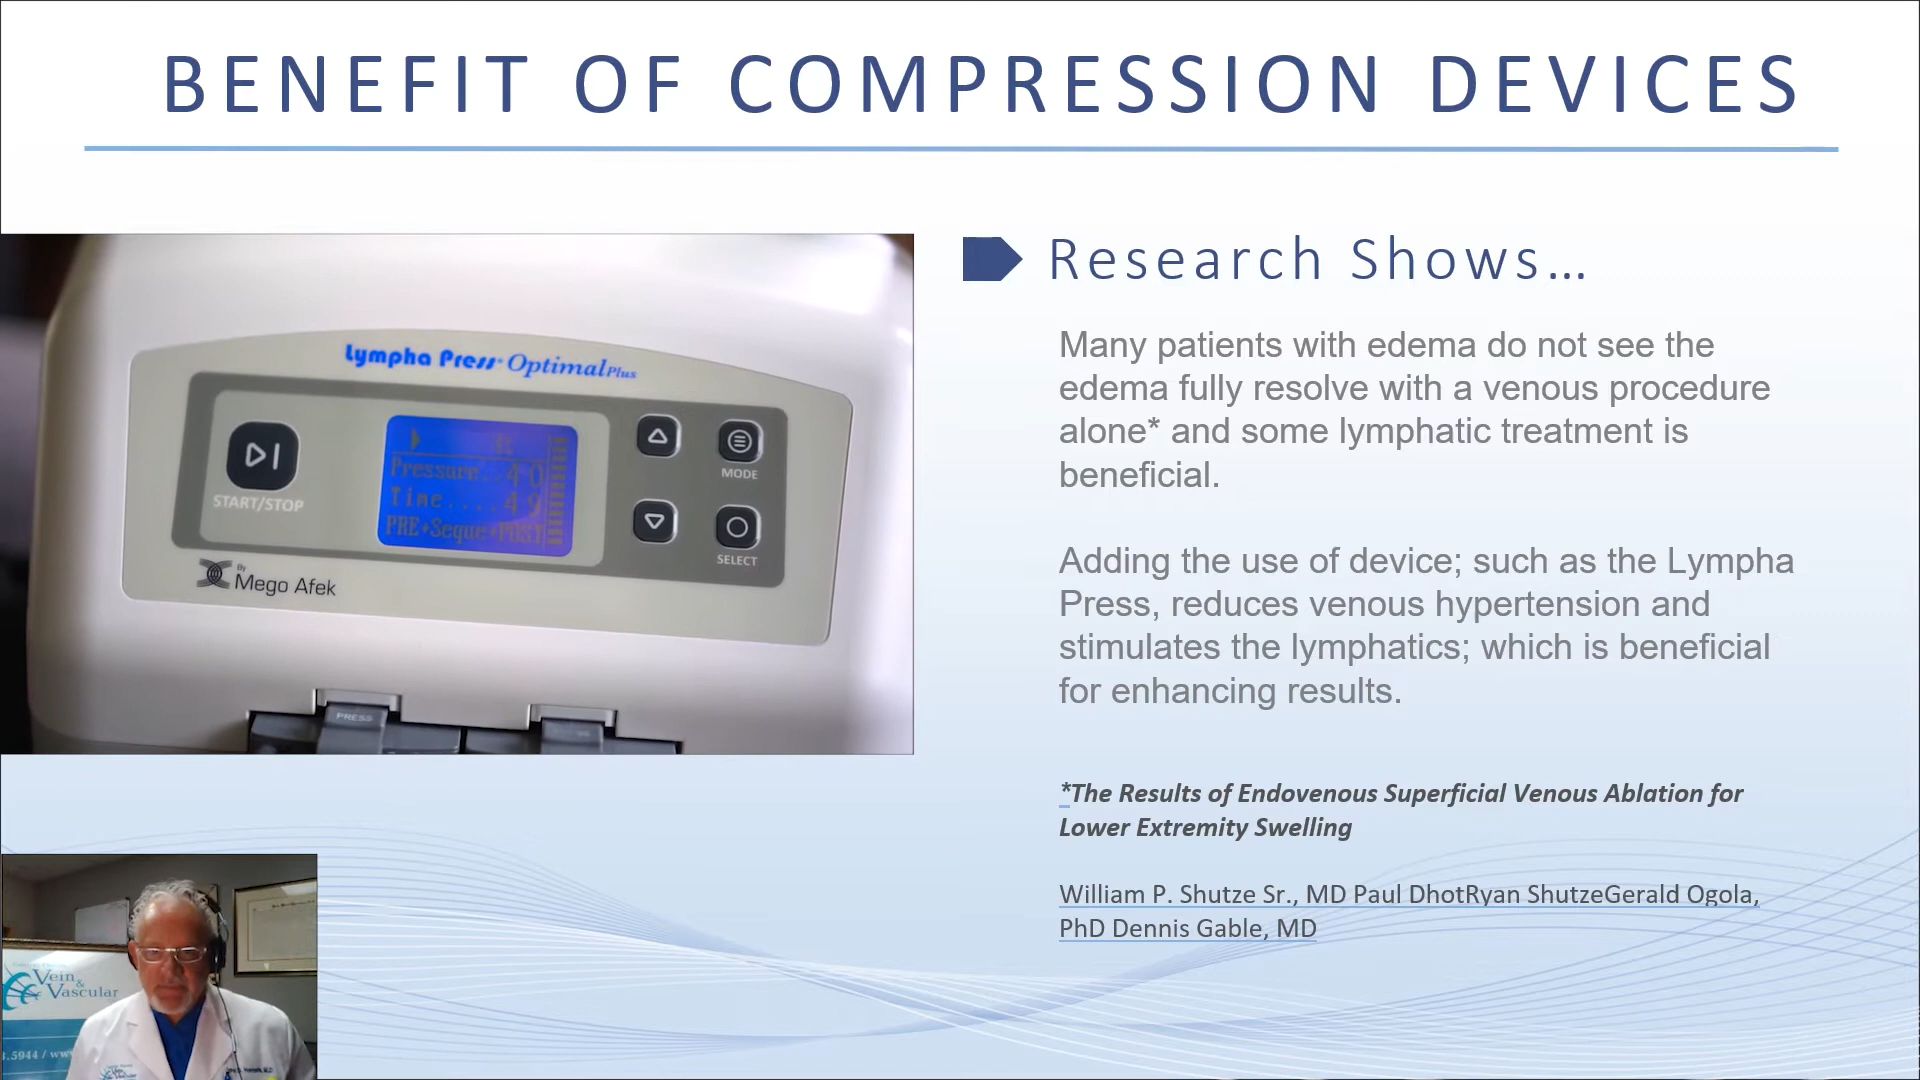 BENEFIT OF COMPRESSION DEVICES
Lympha Press Optimal Plus
START/STOP
Pressure..40
Time....49
PRE+Seque+POST
MODE
SELECT
By
Mego Afek
PRESS
Research Shows…
Many patients with edema do not see the
edema fully resolve with a venous procedure
alone* and some lymphatic treatment is
beneficial.
Adding the use of device; such as the Lympha
Press, reduces venous hypertension and
stimulates the lymphatics; which is beneficial
for enhancing results.
*The Results of Endovenous Superficial Venous Ablation for
Lower Extremity Swelling
William P. Shutze Sr., MD Paul DhotRyan ShutzeGerald Ogola,
PhD Dennis Gable, MD
Vein
&
Vascular
.5944 / ww